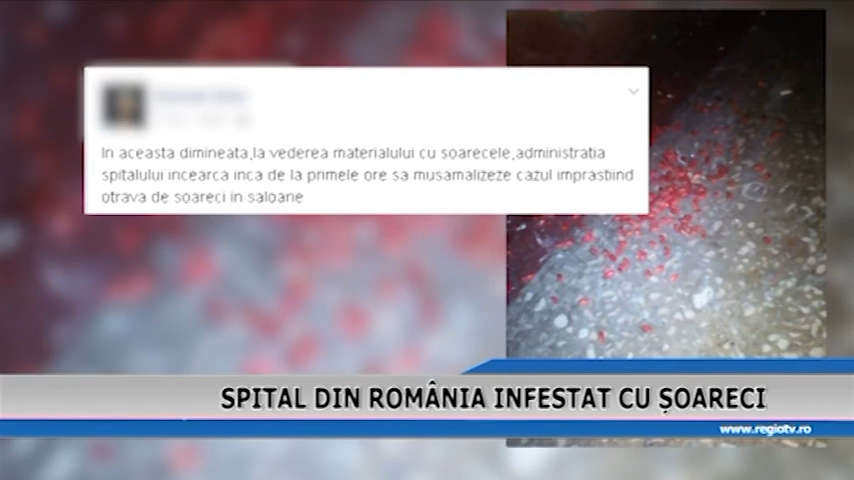 In aceasta dimineata,la vederea materialului cu soarecele,administratia
spitalului incearca inca de la primele ore sa musamalizeze cazul imprastiind
otrava de soareci in saloane
SPITAL DIN ROMÂNIA INFESTAT CU ȘOARECI
www.regiotv.ro